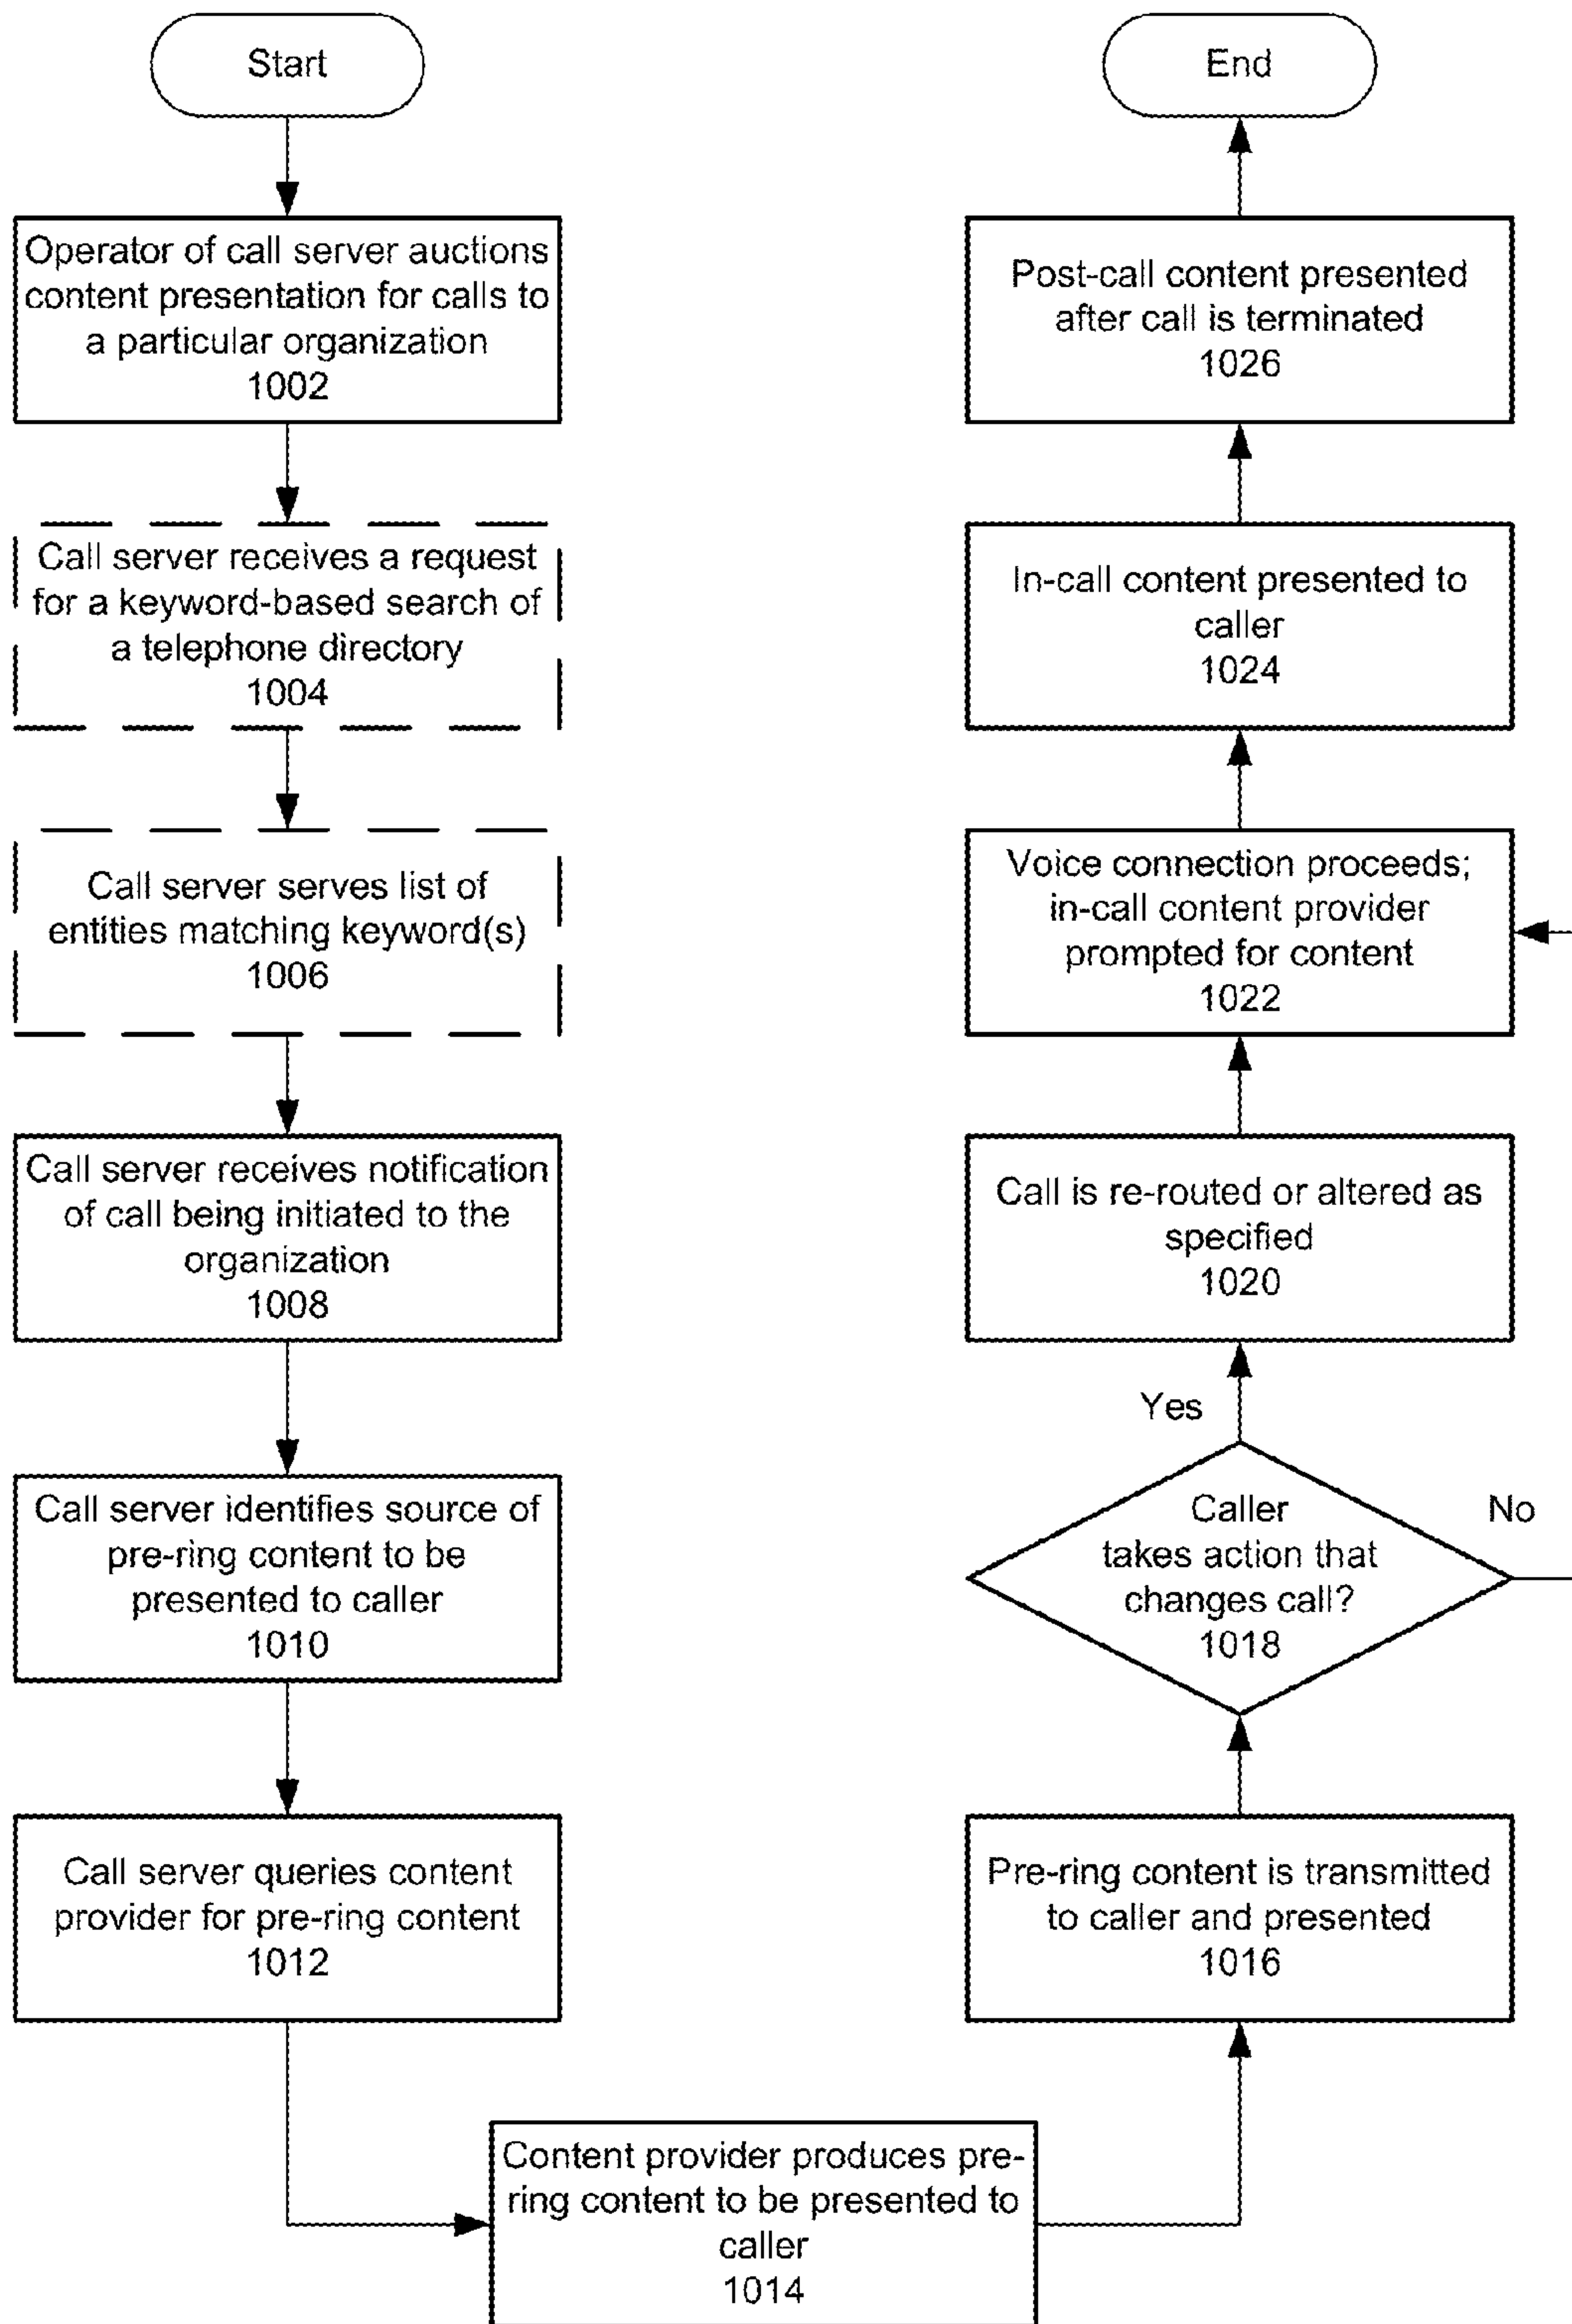 Start
Operator of call server auctions
content presentation for calls to
a particular organization
1002
Call server receives a request
for a keyword-based search of
a telephone directory
1004
Call server serves list of
entities matching keyword(s)
1006
Call server receives notification
of call being initiated to the
organization
1008
Call server identifies source of
pre-ring content to be
presented to caller
1010
Call server queries content
provider for pre-ring content
1012
Content provider produces pre-
ring content to be presented to
caller
1014
Pre-ring content is transmitted
to caller and presented
1016
Caller
takes action that
changes call?
1018
No
Yes
Call is re-routed or altered as
specified
1020
Voice connection proceeds;
in-call content provider
prompted for content
1022
In-call content presented to
caller
1024
Post-call content presented
after call is terminated
1026
End